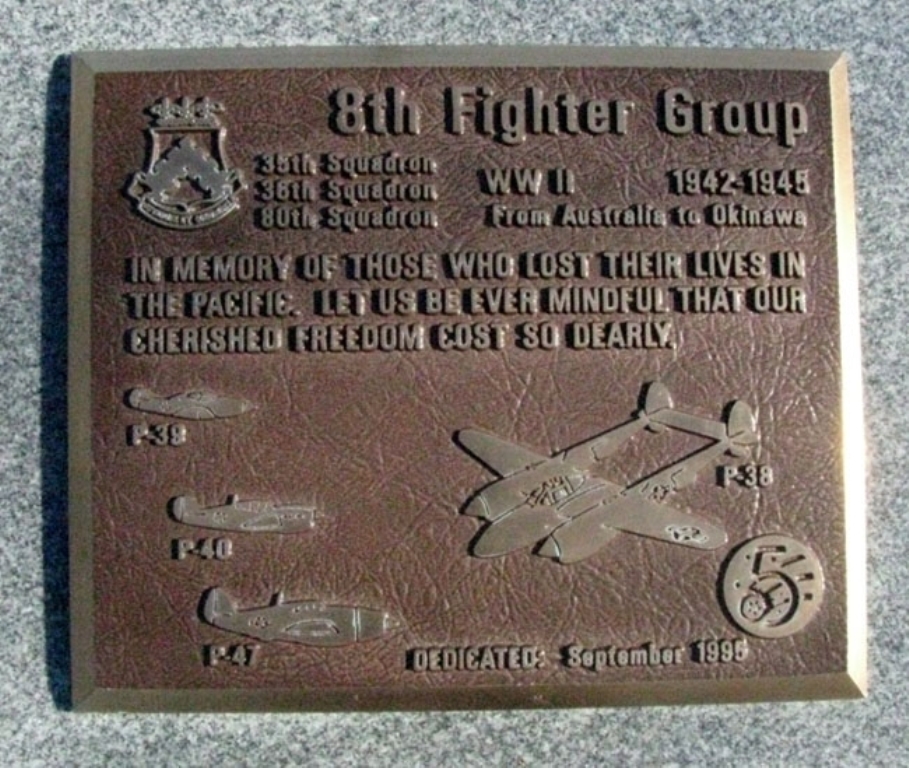 8th Fighter Group
35th Squadron
36th Squadron
80th Squadron
WW II 1942-1945
From Australia to Okinawa
IN MEMORY OF THOSE WHO LOST THEIR LIVES IN
THE PACIFIC. LET US BE EVER MINDFUL THAT OUR
CHERISHED FREEDOM COST SO DEARLY.
P-39
P-38
P-40
5
P-47
DEDICATED: September 1995